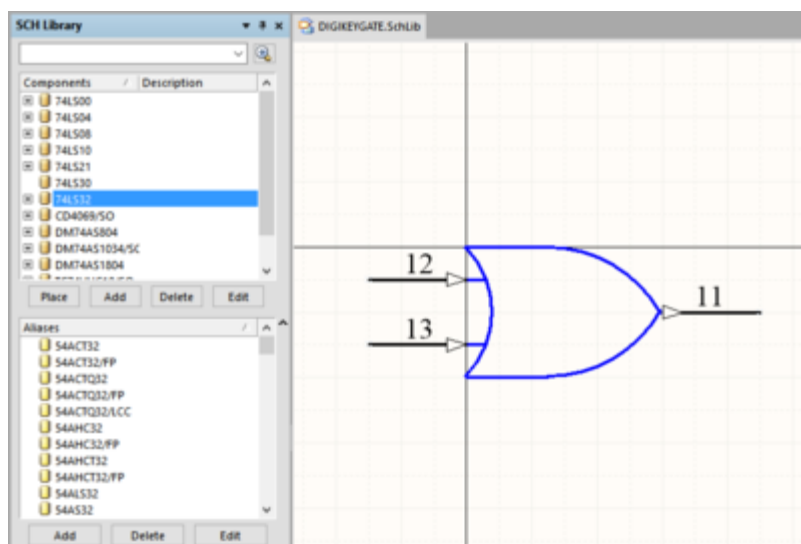 SCH Library
Components / Description
74LS00
74LS04
74LS08
74LS10
74LS21
74LS30
74LS32
CD4069/SO
DM74AS804
DM74AS1034/SC
DM74AS1804
Place Add Delete Edit
Aliases /
54ACT32
54ACT32/FP
54ACTQ32
54ACTQ32/FP
54ACTQ32/LCC
54AHC32
54AHC32/FP
54AHCT32
54AHCT32/FP
54ALS32
54AS32
Add Delete Edit
DIGIKEYGATE.SchLib
12
13
11